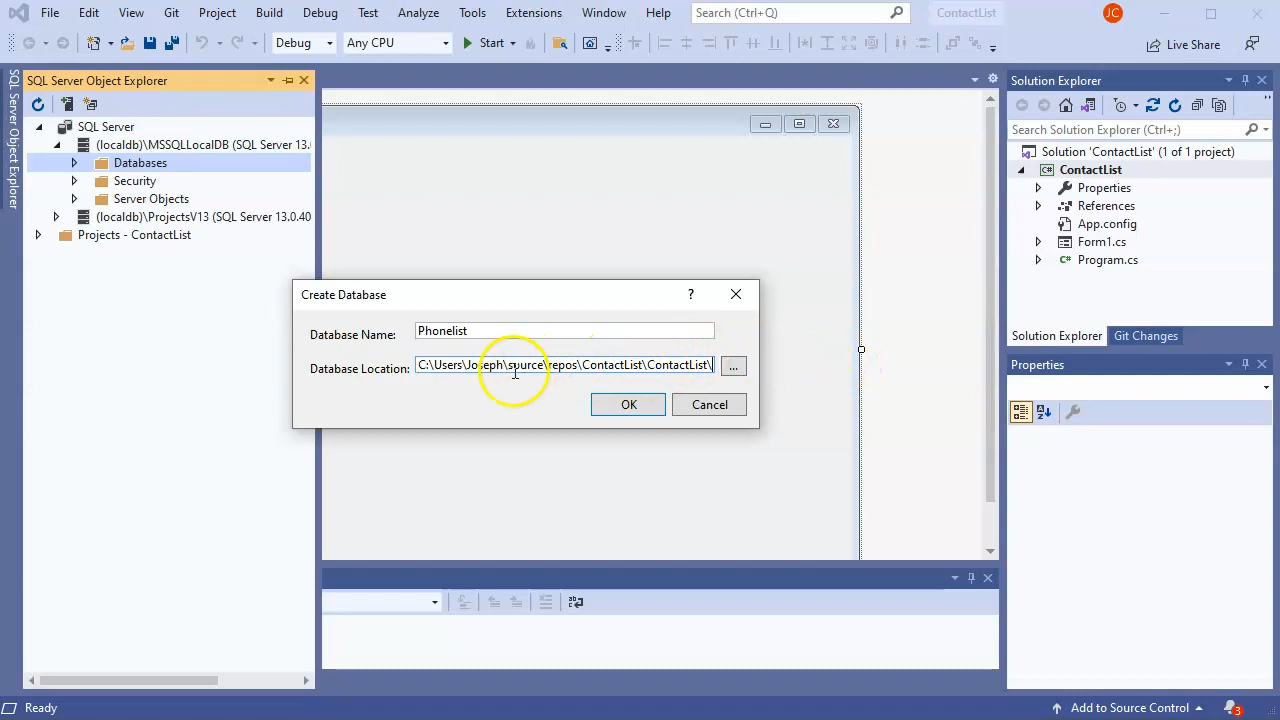 File Edit View Git Project Build Debug Test Analyze Tools Extensions Window Help Search (Ctrl+Q) ContactList JC
Debug Any CPU Start Live Share
SQL Server Object Explorer
SQL Server Object Explorer
SQL Server
(localdb)\MSSQLLocalDB (SQL Server 13.0
Databases
Security
Server Objects
(localdb)\ProjectsV13 (SQL Server 13.0.40
Projects - ContactList
Create Database
?
Database Name: Phonelist
Database Location: C:\Users\Joseph\source\repos\ContactList\ContactList\
...
OK Cancel
Solution Explorer
Search Solution Explorer (Ctrl+;)
Solution 'ContactList' (1 of 1 project)
C# ContactList
Properties
References
App.config
Form1.cs
C# Program.cs
Solution Explorer Git Changes
Properties
Ready Add to Source Control 3